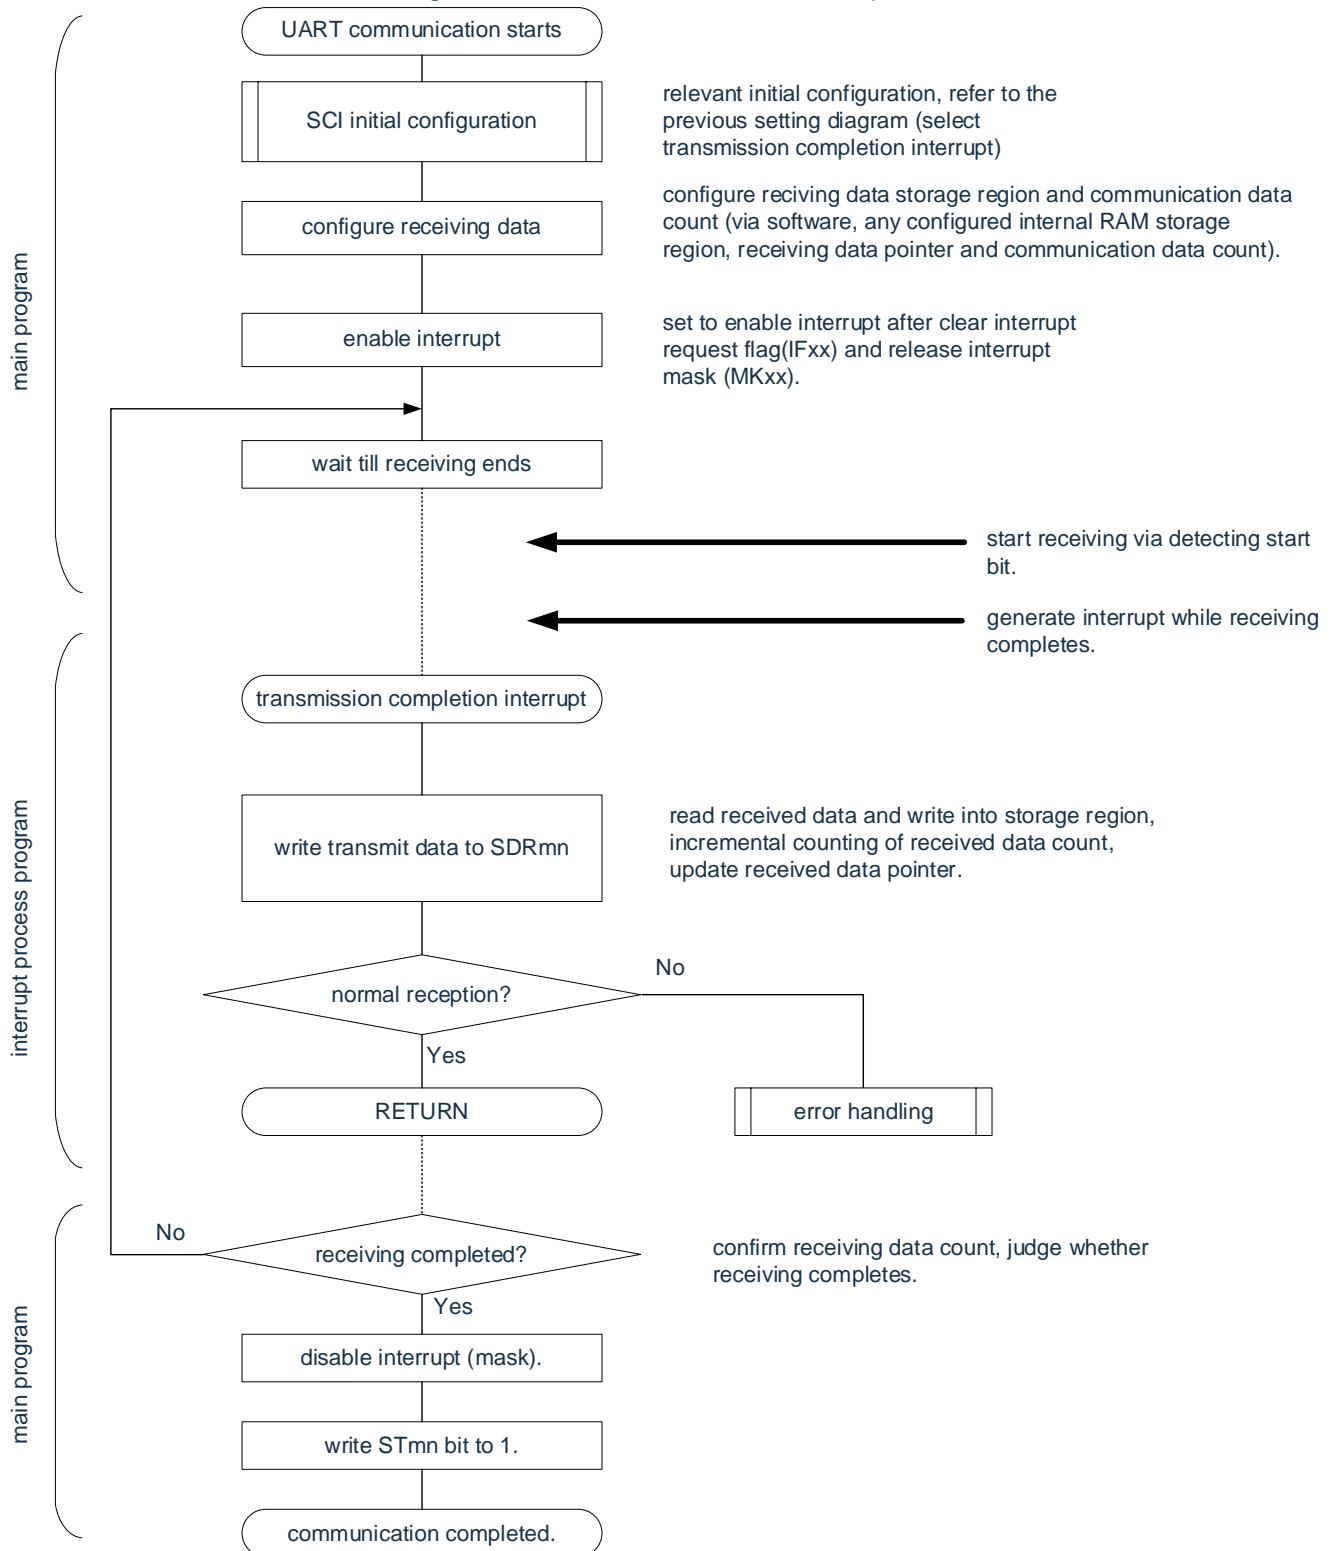 UART communication starts
SCI initial configuration
relevant initial configuration, refer to the
previous setting diagram (select
transmission completion interrupt)
configure receiving data
configure reciving data storage region and communication data
count (via software, any configured internal RAM storage
region, receiving data pointer and communication data count).
main program
enable interrupt
set to enable interrupt after clear interrupt
request flag(IFxx) and release interrupt
mask (MKxx).
wait till receiving ends
start receiving via detecting start
bit.
generate interrupt while receiving
completes.
transmission completion interrupt
interrupt process program
write transmit data to SDRmn
read received data and write into storage region,
incremental counting of received data count,
update received data pointer.
normal reception?
No
Yes
RETURN
error handling
No
receiving completed?
confirm receiving data count, judge whether
receiving completes.
Yes
main program
disable interrupt (mask).
write STmn bit to 1.
communication completed.